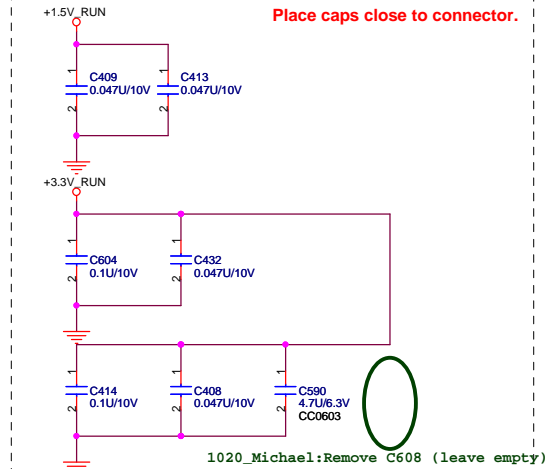 +1.5V_RUN
Place caps close to connector.
1
1
C409
0.047U/10V
C413
0.047U/10V
2
2
+3.3V_RUN
1
1
C604
0.1U/10V
C432
0.047U/10V
2
2
1
1
1
C414
0.1U/10V
C408
0.047U/10V
C590
4.7U/6.3V
CC0603
2
2
2
1020_Michael:Remove C608 (leave empty)